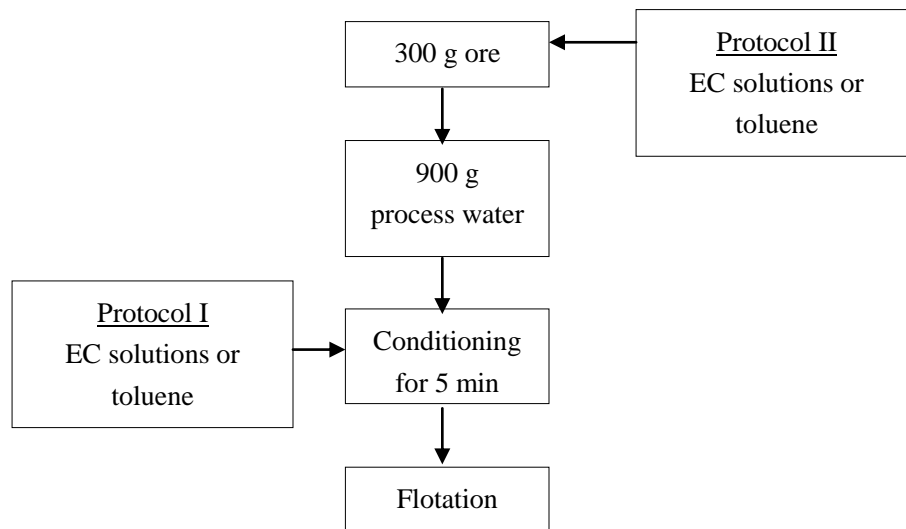 300 g ore
Protocol II
EC solutions or
toluene
900 g
process water
Protocol I
EC solutions or
toluene
Conditioning
for 5 min
Flotation